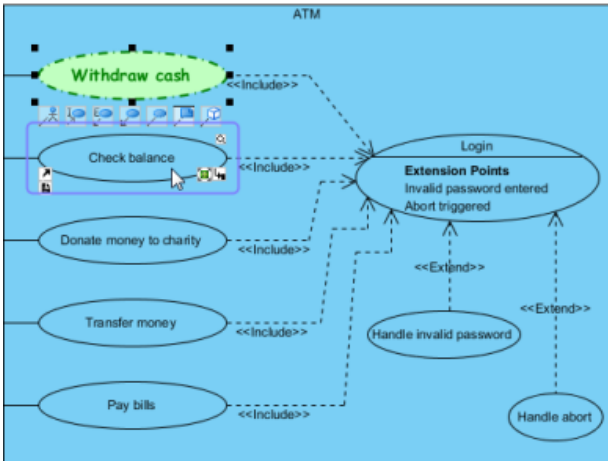 ATM
Withdraw cash
<<Include>>
Check balance
<<Include>>
Login
Extension Points
Invalid password entered
Abort triggered
Donate money to charity
<<Include>>
<<Extend>>
<<Extend>>
Transfer money
<<Include>>
Handle invalid password
Pay bills
<<Include>>
Handle abort